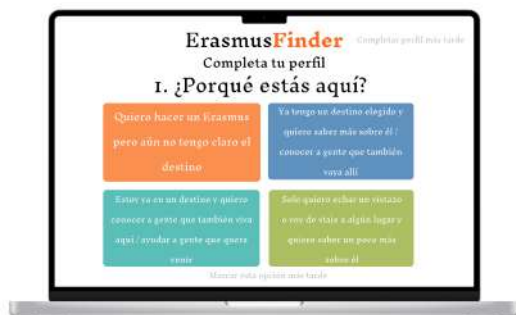 ErasmusFinder
Completar perfil más tarde
Completa tu perfil
1. ¿Porqué estás aquí?
Quiero hacer un Erasmus
pero aún no tengo claro el
destino
Ya tengo un destino elegido y
quiero saber más sobre él /
conocer a gente que también
vaya allí
Estoy ya en un destino y quiero
conocer a gente que también viva
aquí / ayudar a gente que quera
venir
Solo quiero echar un vistazo
o voy de viaje a algún lugar y
quiero saber un poco más
sobre él
Marcar esta opción más tarde